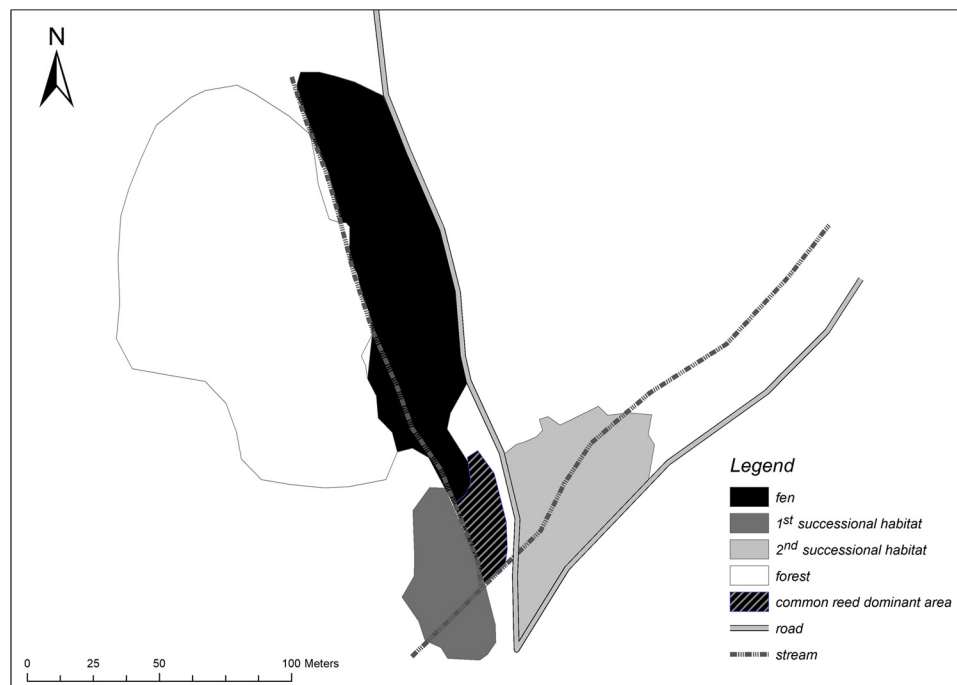 N
Legend
fen
1st successional habitat
2nd successional habitat
forest
common reed dominant area
road
stream
0 25 50 100 Meters